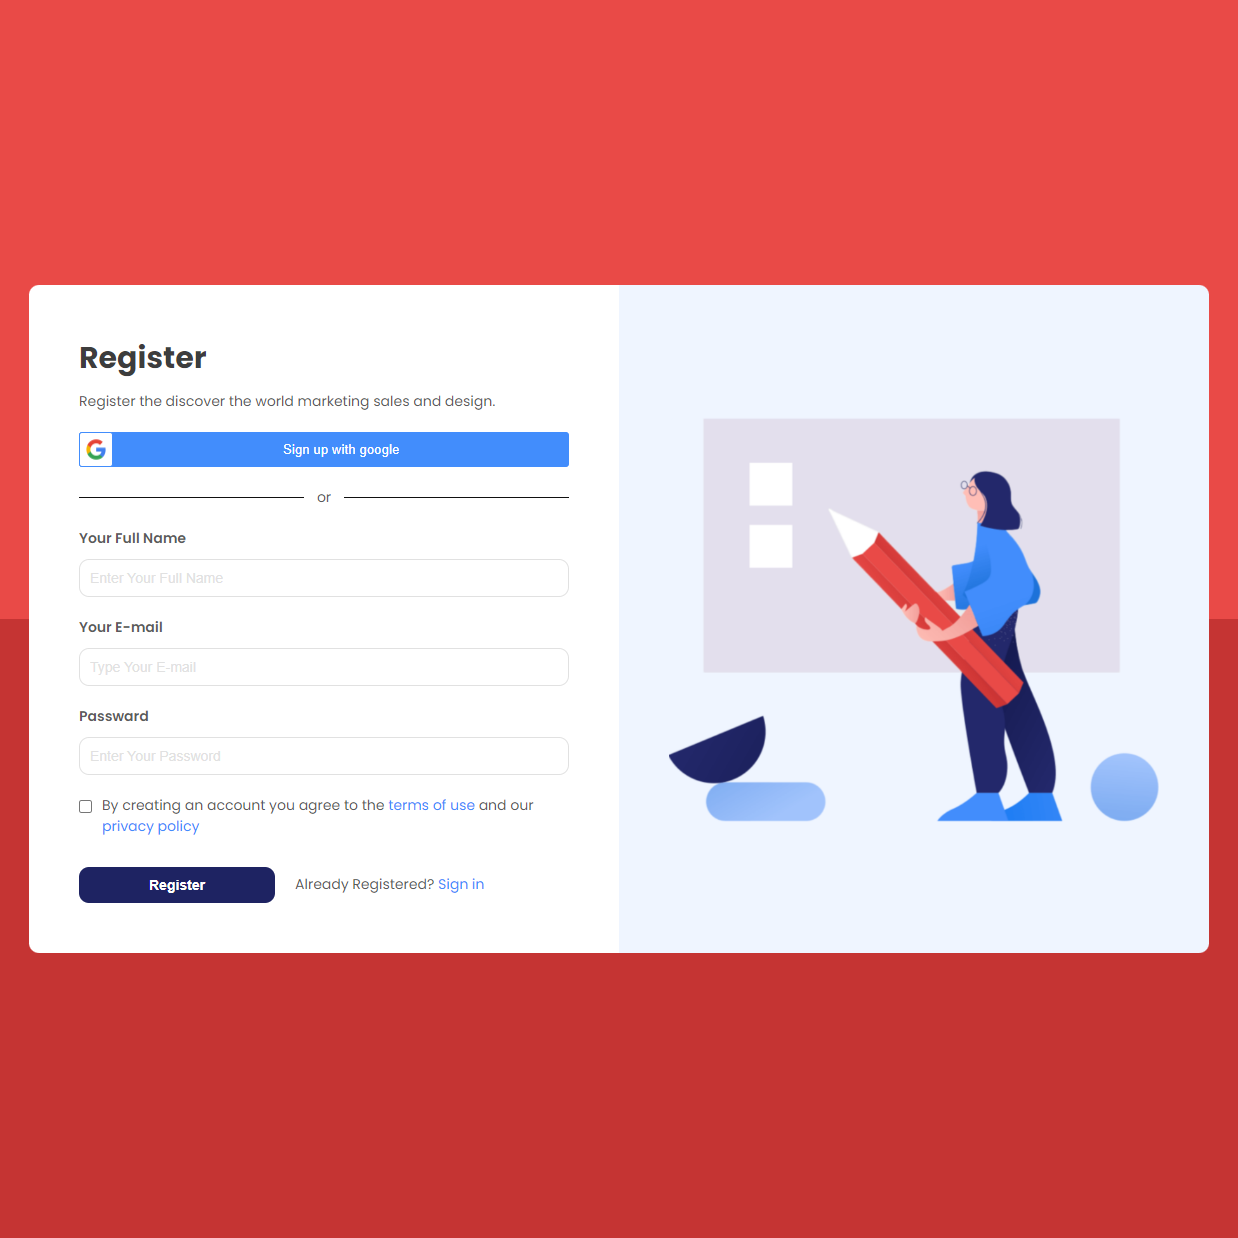 Register
Register the discover the world marketing sales and design.
Sign up with google
or
Your Full Name
Enter Your Full Name
Your E-mail
Type Your E-mail
Passward
Enter Your Password
By creating an account you agree to the terms of use and our
privacy policy
Register
Already Registered? Sign in